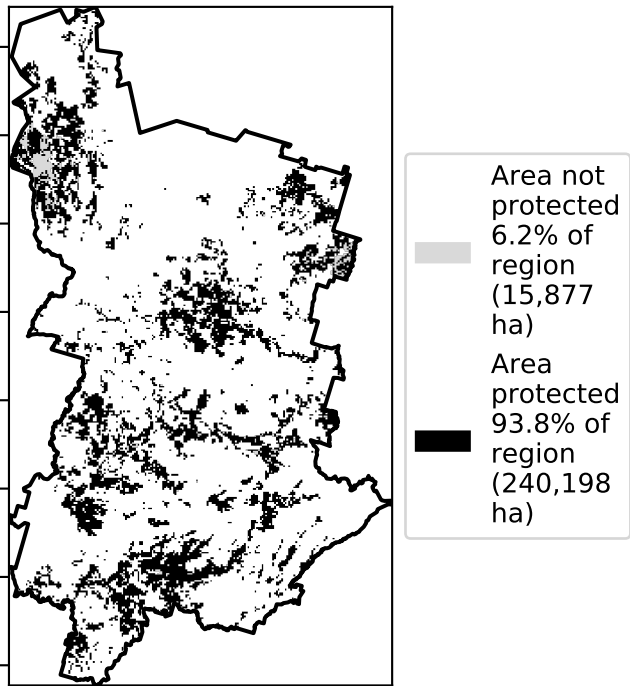 Area not
protected
6.2% of
region
(15,877
ha)
Area
protected
93.8% of
region
(240,198
ha)